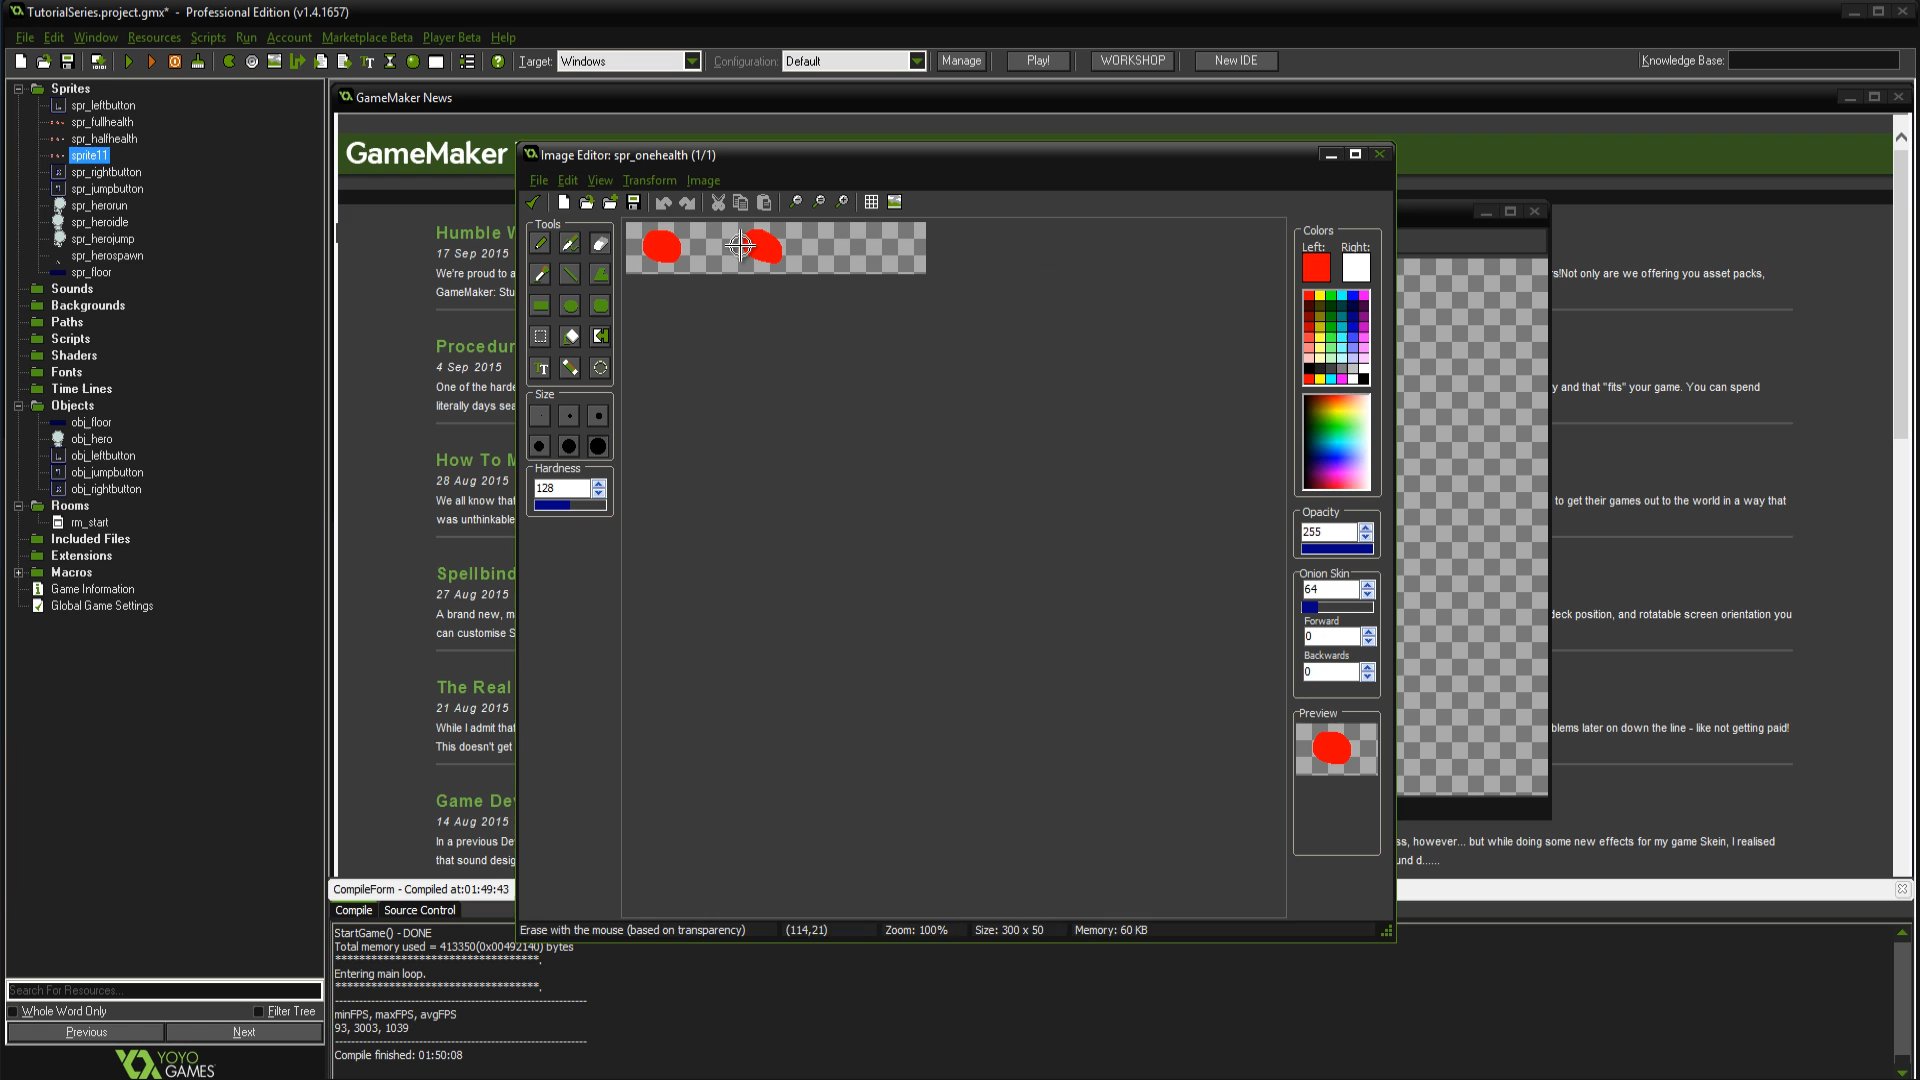 TutorialSeries.project.gmx* - Professional Edition (v1.4.1657)
File Edit Window Resources Scripts Run Account Marketplace Beta Player Beta Help
Target: Windows Configuration: Default Manage Play! WORKSHOP New IDE Knowledge Base:
Sprites
spr_leftbutton
spr_fullhealth
spr_halfhealth
sprite11
spr_rightbutton
spr_jumpbutton
spr_herorun
spr_heroidle
spr_herojump
spr_herospawn
spr_floor
Sounds
Backgrounds
Paths
Scripts
Shaders
Fonts
Time Lines
Objects
obj_floor
obj_hero
obj_leftbutton
obj_jumpbutton
obj_rightbutton
Rooms
rm_start
Included Files
Extensions
Macros
Game Information
Global Game Settings
Search For Resources...
Whole Word Only Filter Tree
Previous Next
YOYO
GAMES
GameMaker News
GameMaker
Humble W
17 Sep 2015
We're proud to a
GameMaker: Stu
s!Not only are we offering you asset packs,
Procedur
4 Sep 2015
One of the harde
literally days sea
y and that "fits" your game. You can spend
How To M
28 Aug 2015
We all know that
was unthinkable
to get their games out to the world in a way that
Spellbind
27 Aug 2015
A brand new, m
can customise S
deck position, and rotatable screen orientation you
The Real
21 Aug 2015
While I admit that
This doesn't get
blems later on down the line - like not getting paid!
Game De
14 Aug 2015
In a previous De
that sound desig
ss, however... but while doing some new effects for my game Skein, I realised
und d......
Image Editor: spr_onehealth (1/1)
File Edit View Transform Image
Tools
Size
Hardness
128
Colors
Left: Right:
Opacity
255
Onion Skin
64
Forward
0
Backwards
0
Preview
Erase with the mouse (based on transparency) (114,21) Zoom: 100% Size: 300 x 50 Memory: 60 KB
CompileForm - Compiled at:01:49:43
Compile Source Control
StartGame() - DONE
Total memory used = 413350(0x00492140) bytes
**********************************.
Entering main loop.
**********************************.
minFPS, maxFPS, avgFPS
93, 3003, 1039
Compile finished: 01:50:08